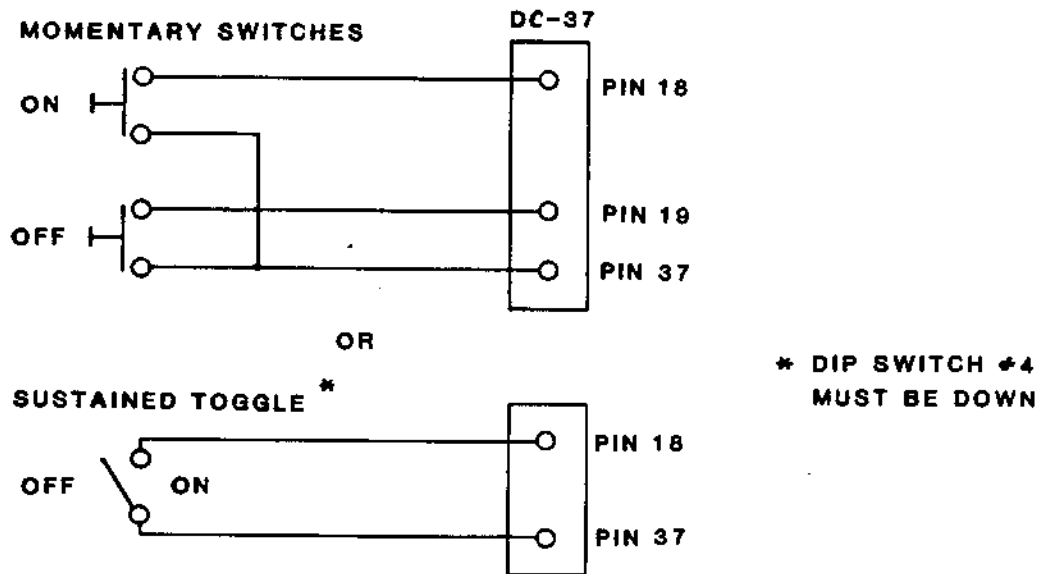 DC-37
MOMENTARY SWITCHES
PIN 18
ON
PIN 19
OFF
PIN 37
OR
* DIP SWITCH #4
MUST BE DOWN
SUSTAINED TOGGLE *
PIN 18
OFF ON
PIN 37